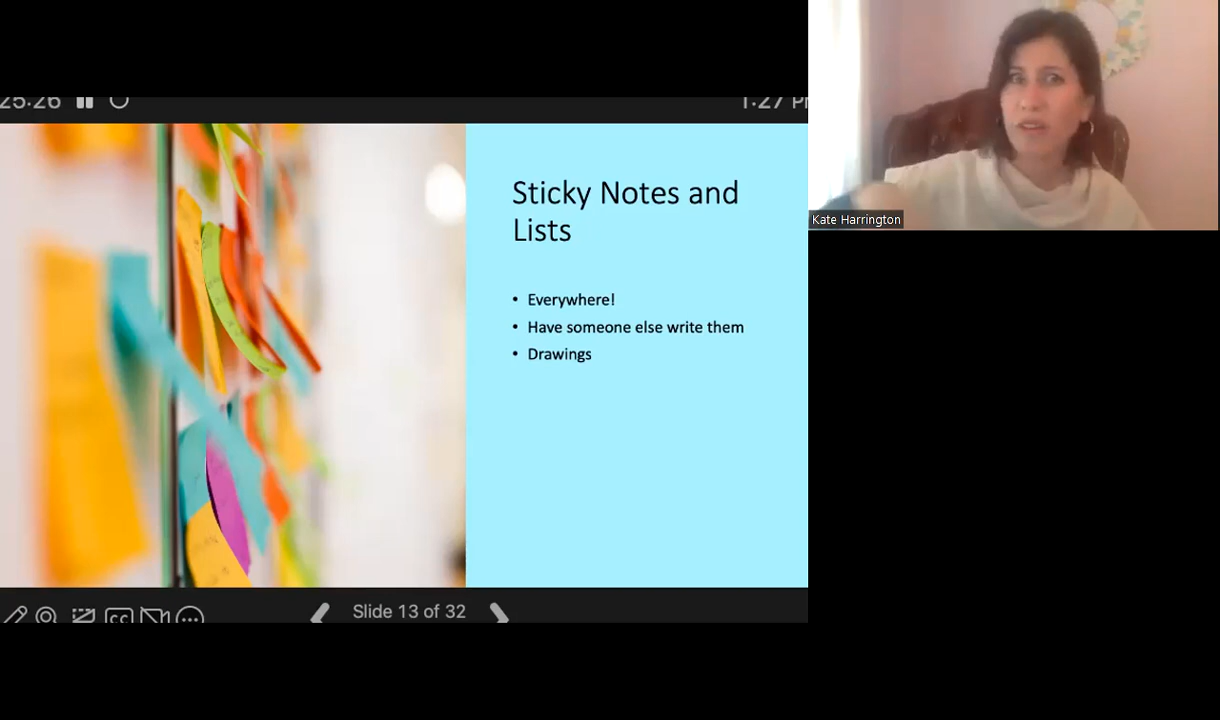 25:26
1:27
Sticky Notes and
Lists
• Everywhere!
• Have someone else write them
• Drawings
Kate Harrington
CC
Slide 13 of 32